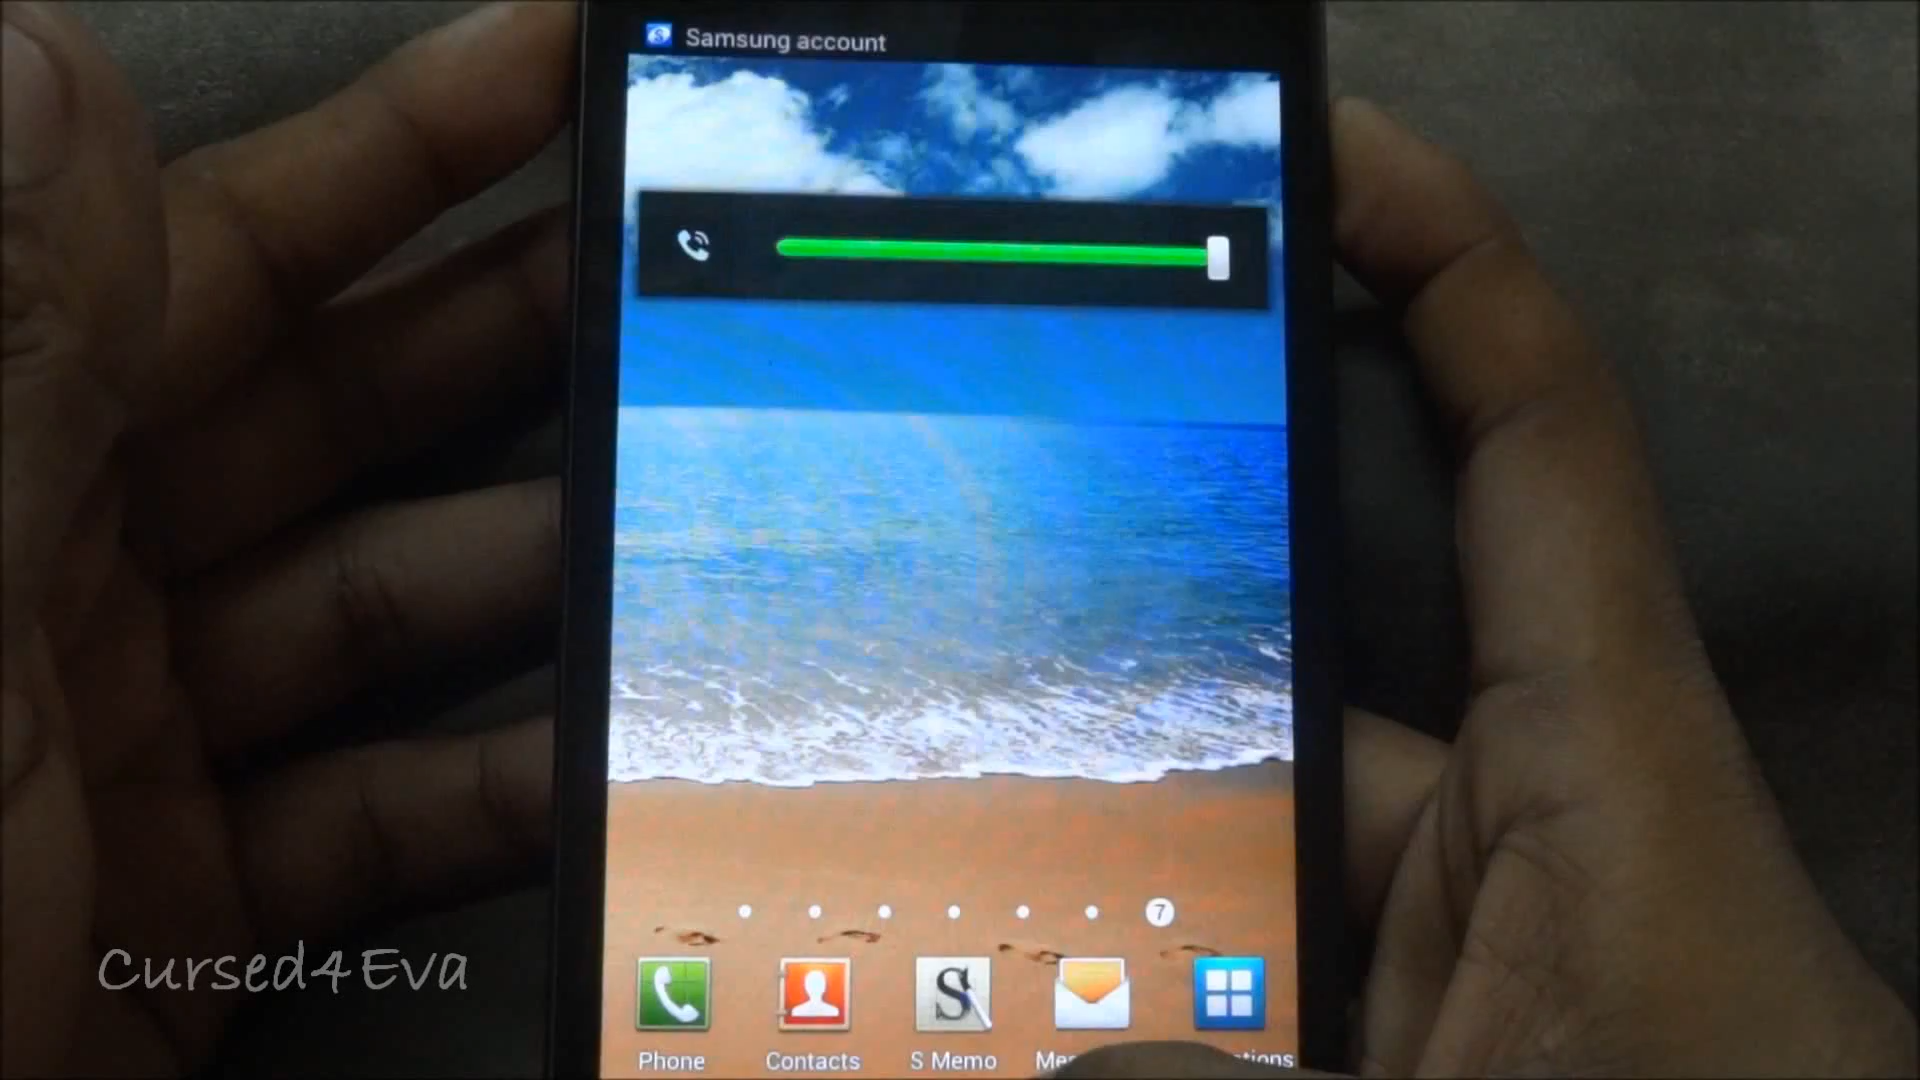 Samsung account
7
Cursed4Eva
S
Phone
Contacts
S Memo